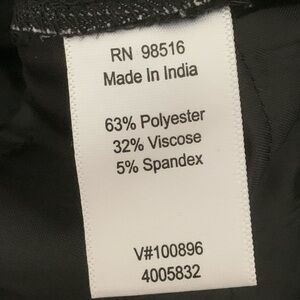 RN 98516
Made In India
63% Polyester
32% Viscose
5% Spandex
V#100896
4005832